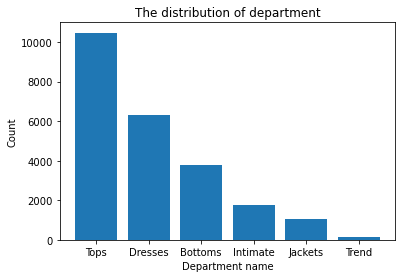 The distribution of department
10000
8000
6000
4000
2000
0
Count
Tops Dresses Bottoms Intimate Jackets Trend
Department name